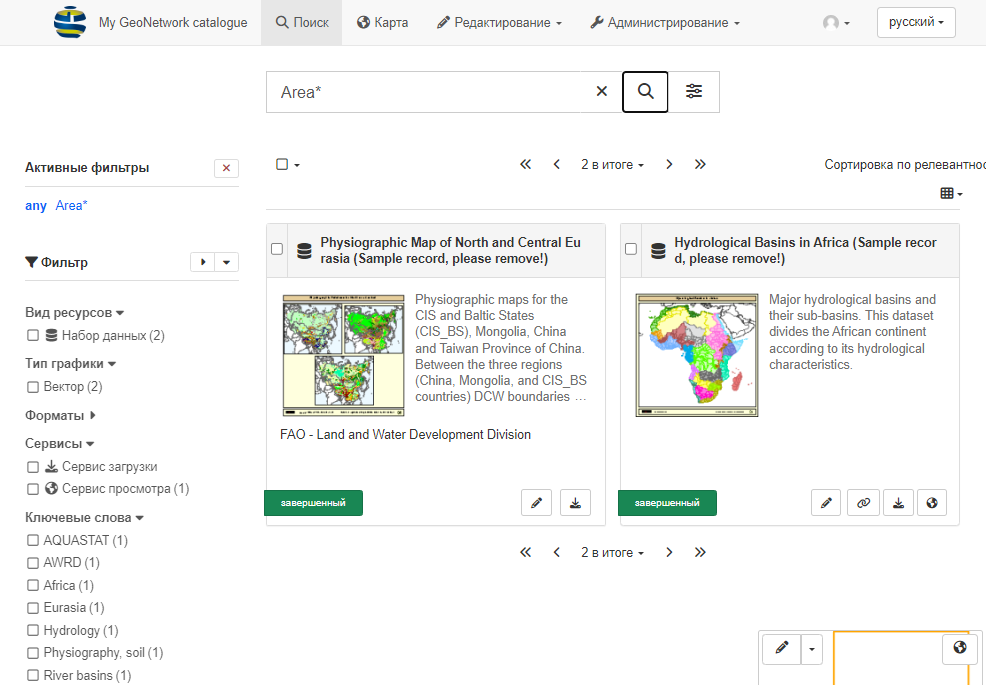 My GeoNetwork catalogue
Поиск
Карта
Редактирование
Администрирование
русский
Area*
Активные фильтры
2 в итоге
Сортировка по релевантнос
any Area*
Фильтр
Вид ресурсов
Набор данных (2)
Тип графики
Вектор (2)
Форматы
Сервисы
Сервис загрузки
Сервис просмотра (1)
Ключевые слова
AQUASTAT (1)
AWRD (1)
Africa (1)
Eurasia (1)
Hydrology (1)
Physiography, soil (1)
River basins (1)
Physiographic Map of North and Central Eu
rasia (Sample record, please remove!)
Physiographic maps for the
CIS and Baltic States
(CIS_BS), Mongolia, China
and Taiwan Province of China.
Between the three regions
(China, Mongolia, and CIS_BS
countries) DCW boundaries ...
FAO - Land and Water Development Division
завершенный
Hydrological Basins in Africa (Sample recor
d, please remove!)
Major hydrological basins and
their sub-basins. This dataset
divides the African continent
according to its hydrological
characteristics.
завершенный
2 в итоге